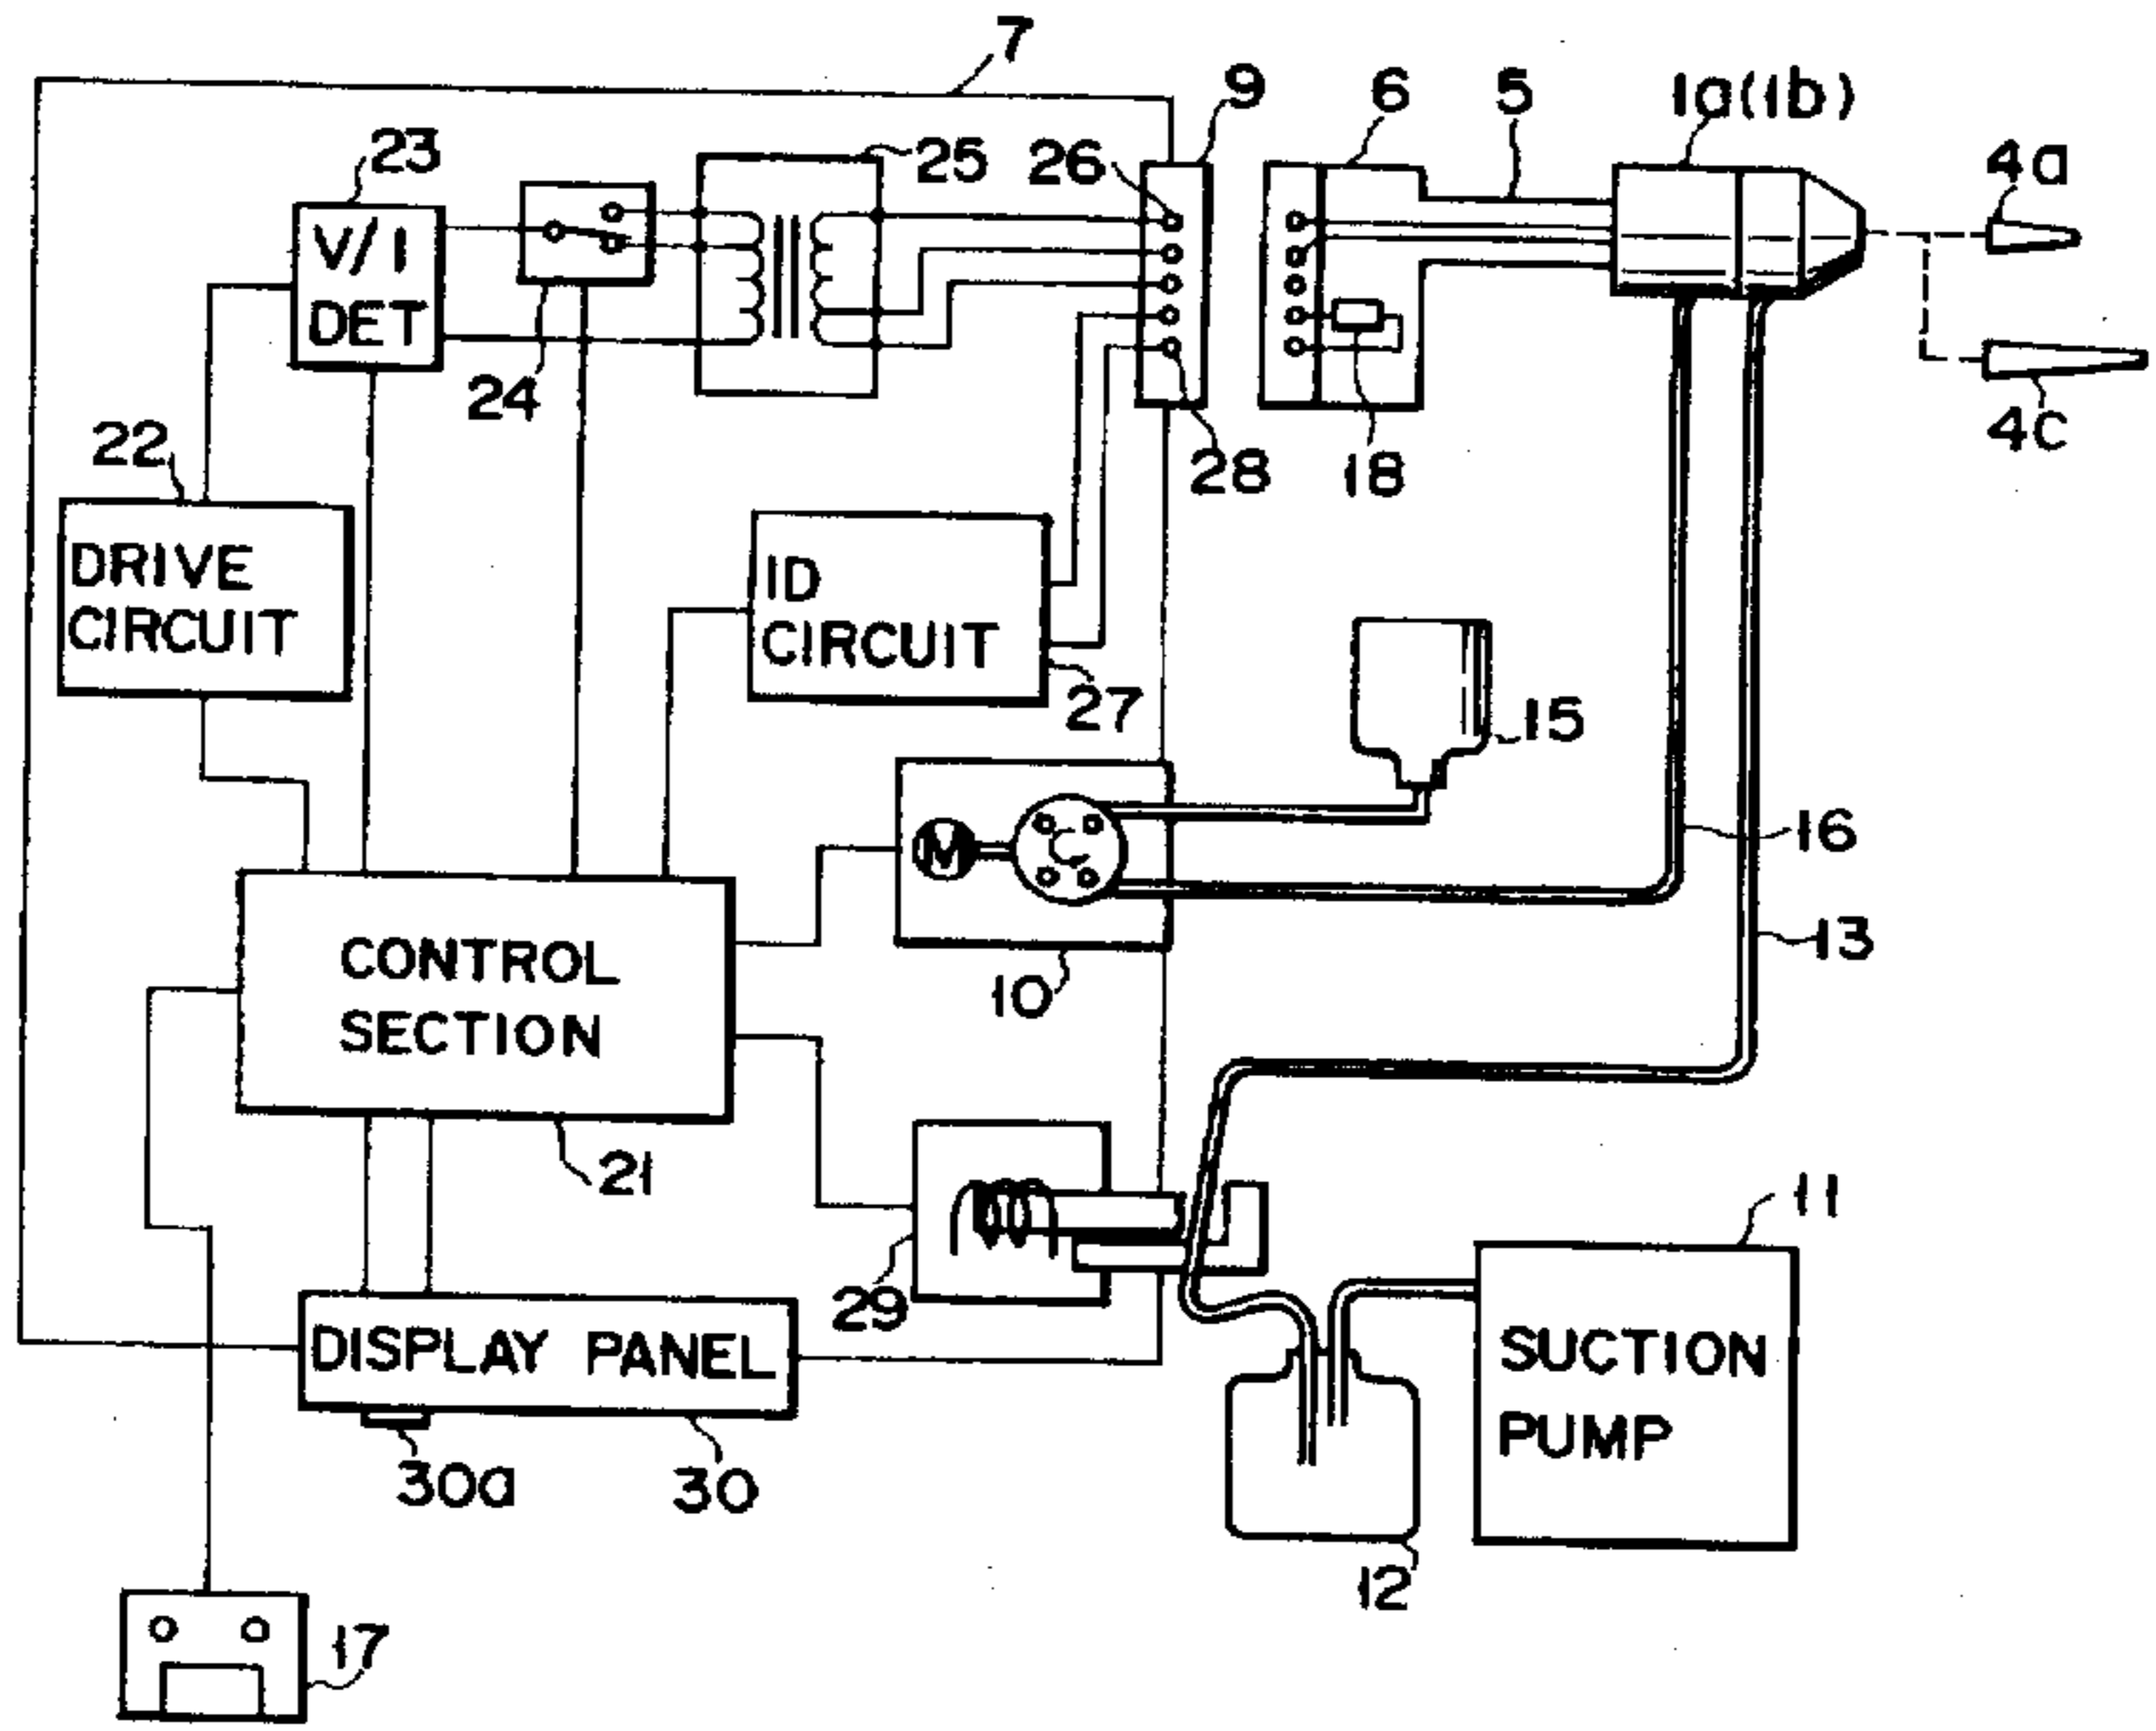 7
9
6
5
1a(1b)
23
25
26
4a
V/I
DET
24
4c
22
28
18
DRIVE
CIRCUIT
ID
CIRCUIT
27
15
M
16
13
CONTROL
SECTION
10
21
11
29
DISPLAY PANEL
SUCTION
PUMP
30a
30
12
17